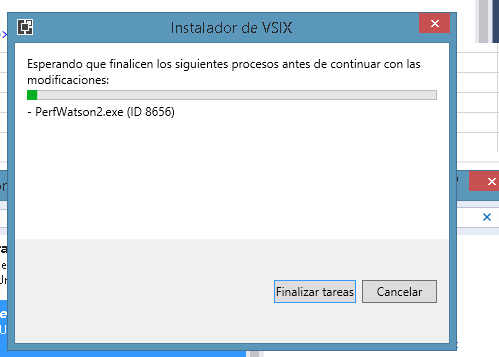 Instalador de VSIX
Esperando que finalicen los siguientes procesos antes de continuar con las
modificaciones:
- PerfWatson2.exe (ID 8656)
Finalizar tareas
Cancelar